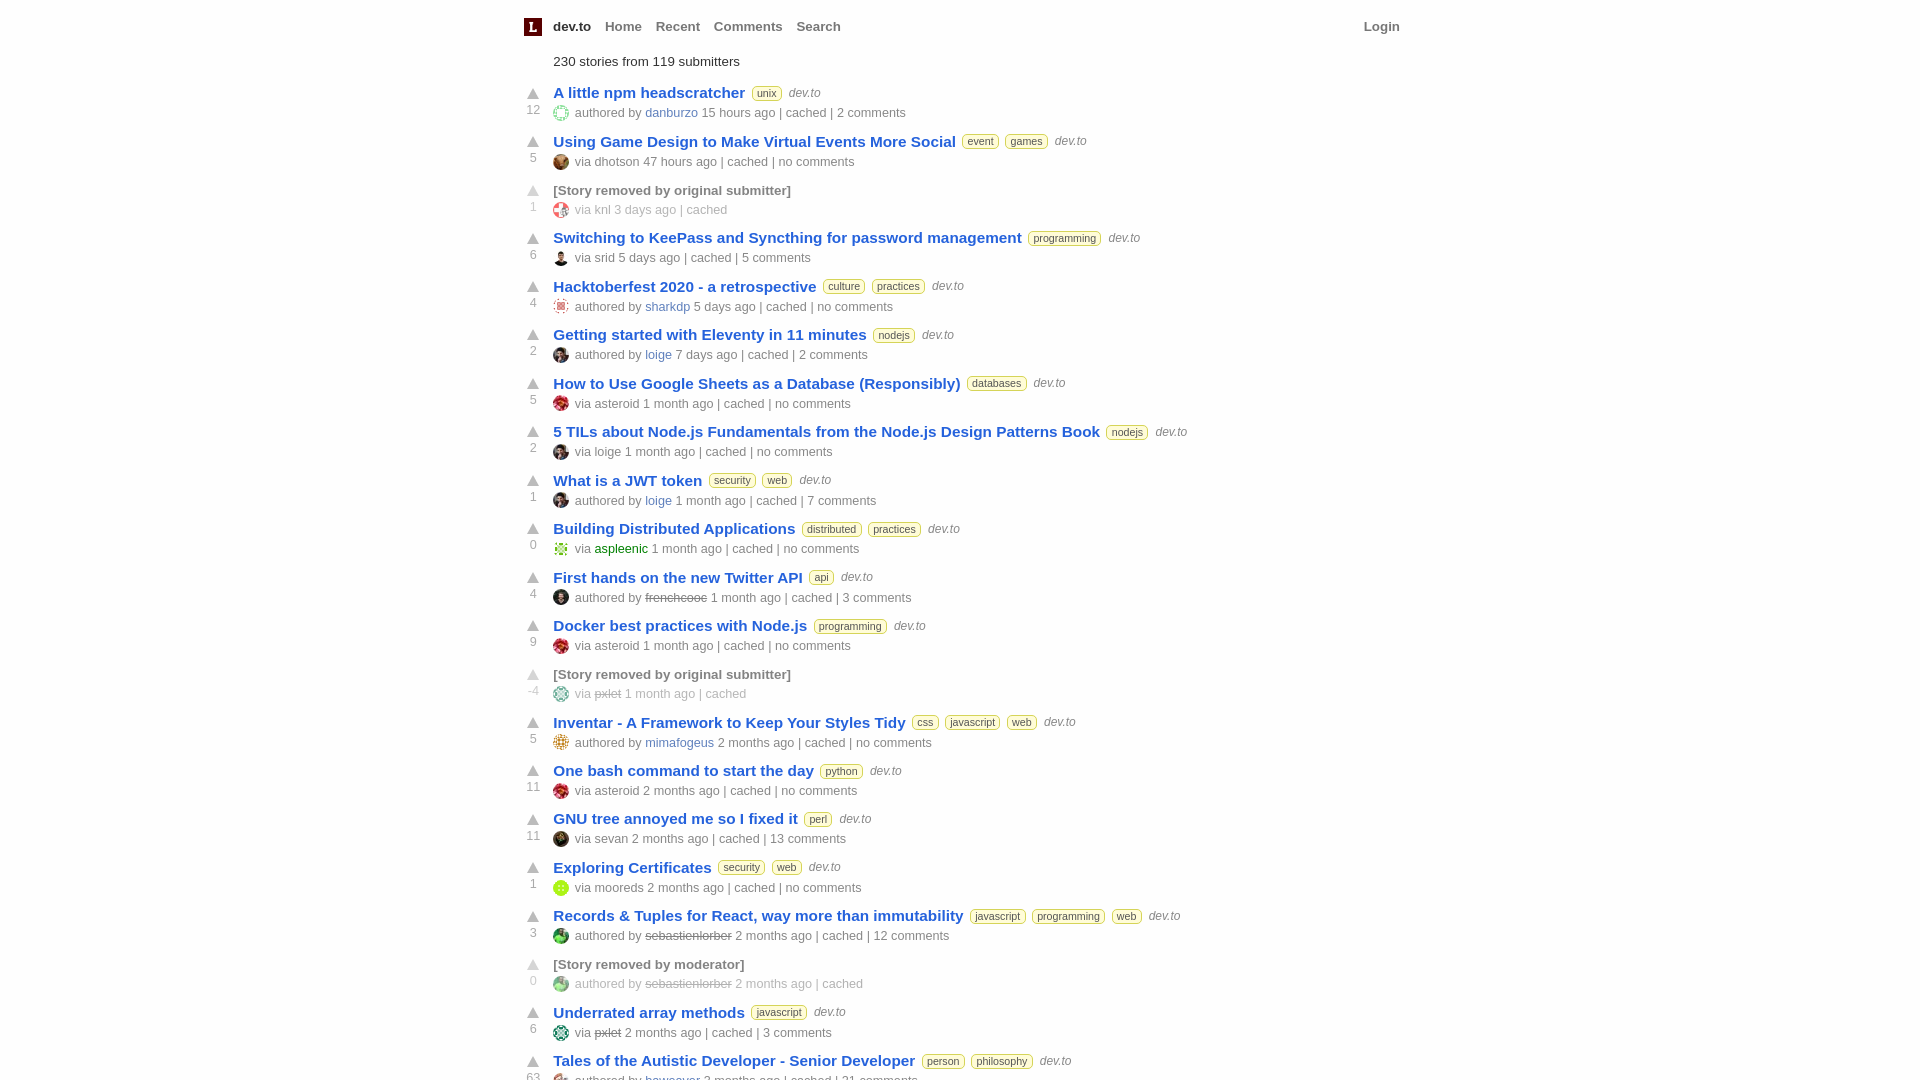 L dev.to Home Recent Comments Search Login
230 stories from 119 submitters
A little npm headscratcher unix dev.to
12
authored by danburzo 15 hours ago | cached | 2 comments
Using Game Design to Make Virtual Events More Social event games dev.to
5
via dhotson 47 hours ago | cached | no comments
[Story removed by original submitter]
1
via knl 3 days ago | cached
Switching to KeePass and Syncthing for password management programming dev.to
6
via srid 5 days ago | cached | 5 comments
Hacktoberfest 2020 - a retrospective culture practices dev.to
4
authored by sharkdp 5 days ago | cached | no comments
Getting started with Eleventy in 11 minutes nodejs dev.to
2
authored by loige 7 days ago | cached | 2 comments
How to Use Google Sheets as a Database (Responsibly) databases dev.to
5
via asteroid 1 month ago | cached | no comments
5 TILs about Node.js Fundamentals from the Node.js Design Patterns Book nodejs dev.to
2
via loige 1 month ago | cached | no comments
What is a JWT token security web dev.to
1
authored by loige 1 month ago | cached | 7 comments
Building Distributed Applications distributed practices dev.to
0
via aspleenic 1 month ago | cached | no comments
First hands on the new Twitter API api dev.to
4
authored by frenchcooc 1 month ago | cached | 3 comments
Docker best practices with Node.js programming dev.to
9
via asteroid 1 month ago | cached | no comments
[Story removed by original submitter]
-4
via pxlet 1 month ago | cached
Inventar - A Framework to Keep Your Styles Tidy css javascript web dev.to
5
authored by mimafogeus 2 months ago | cached | no comments
One bash command to start the day python dev.to
11
via asteroid 2 months ago | cached | no comments
GNU tree annoyed me so I fixed it perl dev.to
11
via sevan 2 months ago | cached | 13 comments
Exploring Certificates security web dev.to
1
via mooreds 2 months ago | cached | no comments
Records & Tuples for React, way more than immutability javascript programming web dev.to
3
authored by sebastienlorber 2 months ago | cached | 12 comments
[Story removed by moderator]
0
authored by sebastienlorber 2 months ago | cached
Underrated array methods javascript dev.to
6
via pxlet 2 months ago | cached | 3 comments
Tales of the Autistic Developer - Senior Developer person philosophy dev.to
63
authored by 2 months ago | cached | 21 comments